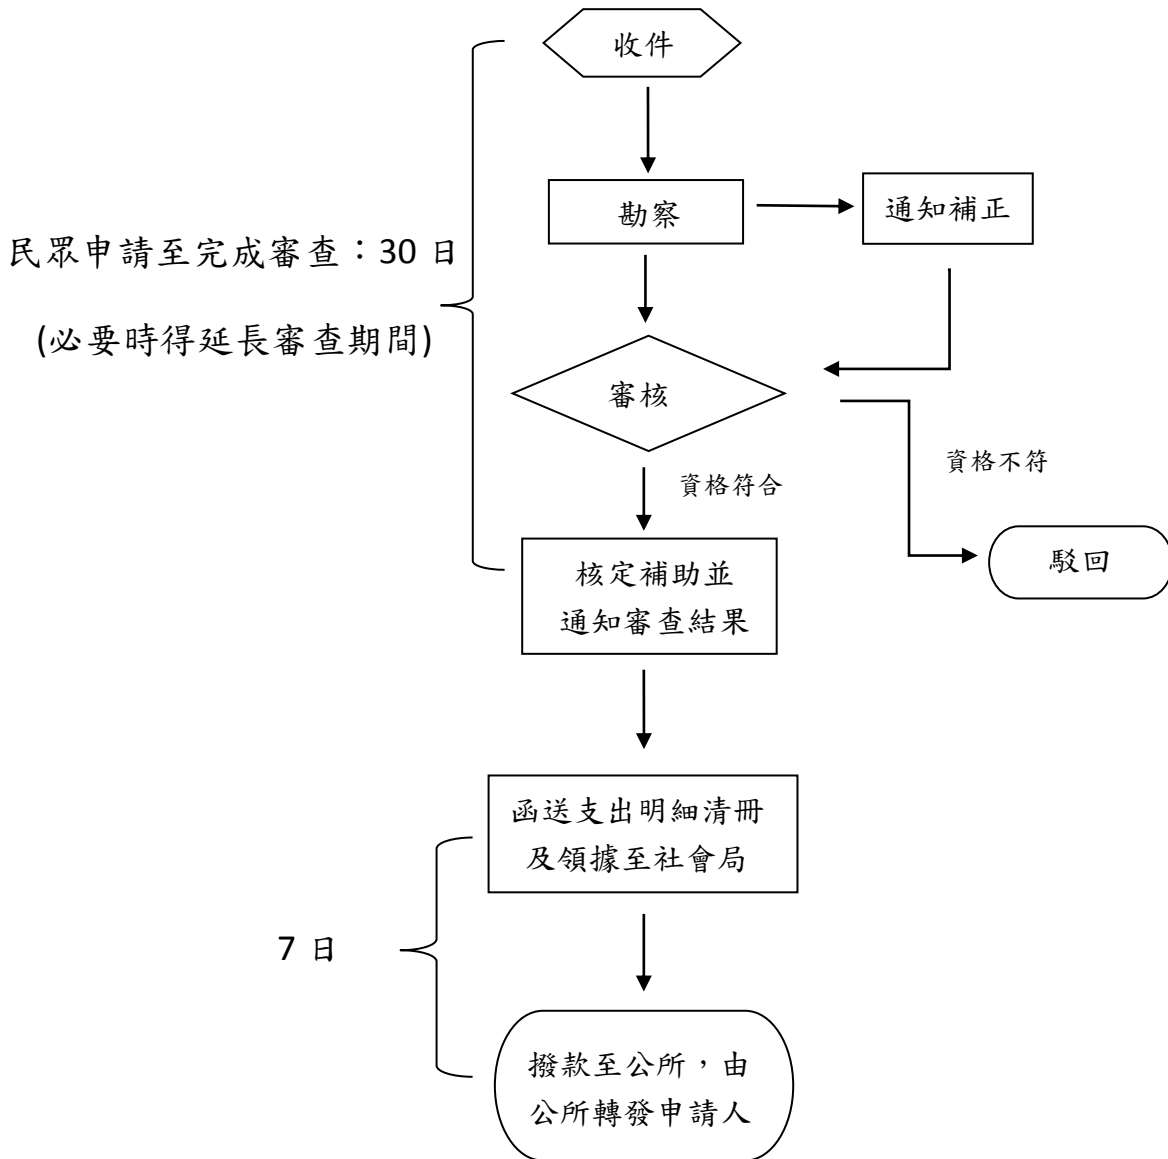 收件
勘察
通知補正
民眾申請至完成審查：30 日
(必要時得延長審查期間)
審核
資格不符
資格符合
駁回
核定補助並
通知審查結果
函送支出明細清冊
及領據至社會局
7 日
撥款至公所，由
公所轉發申請人